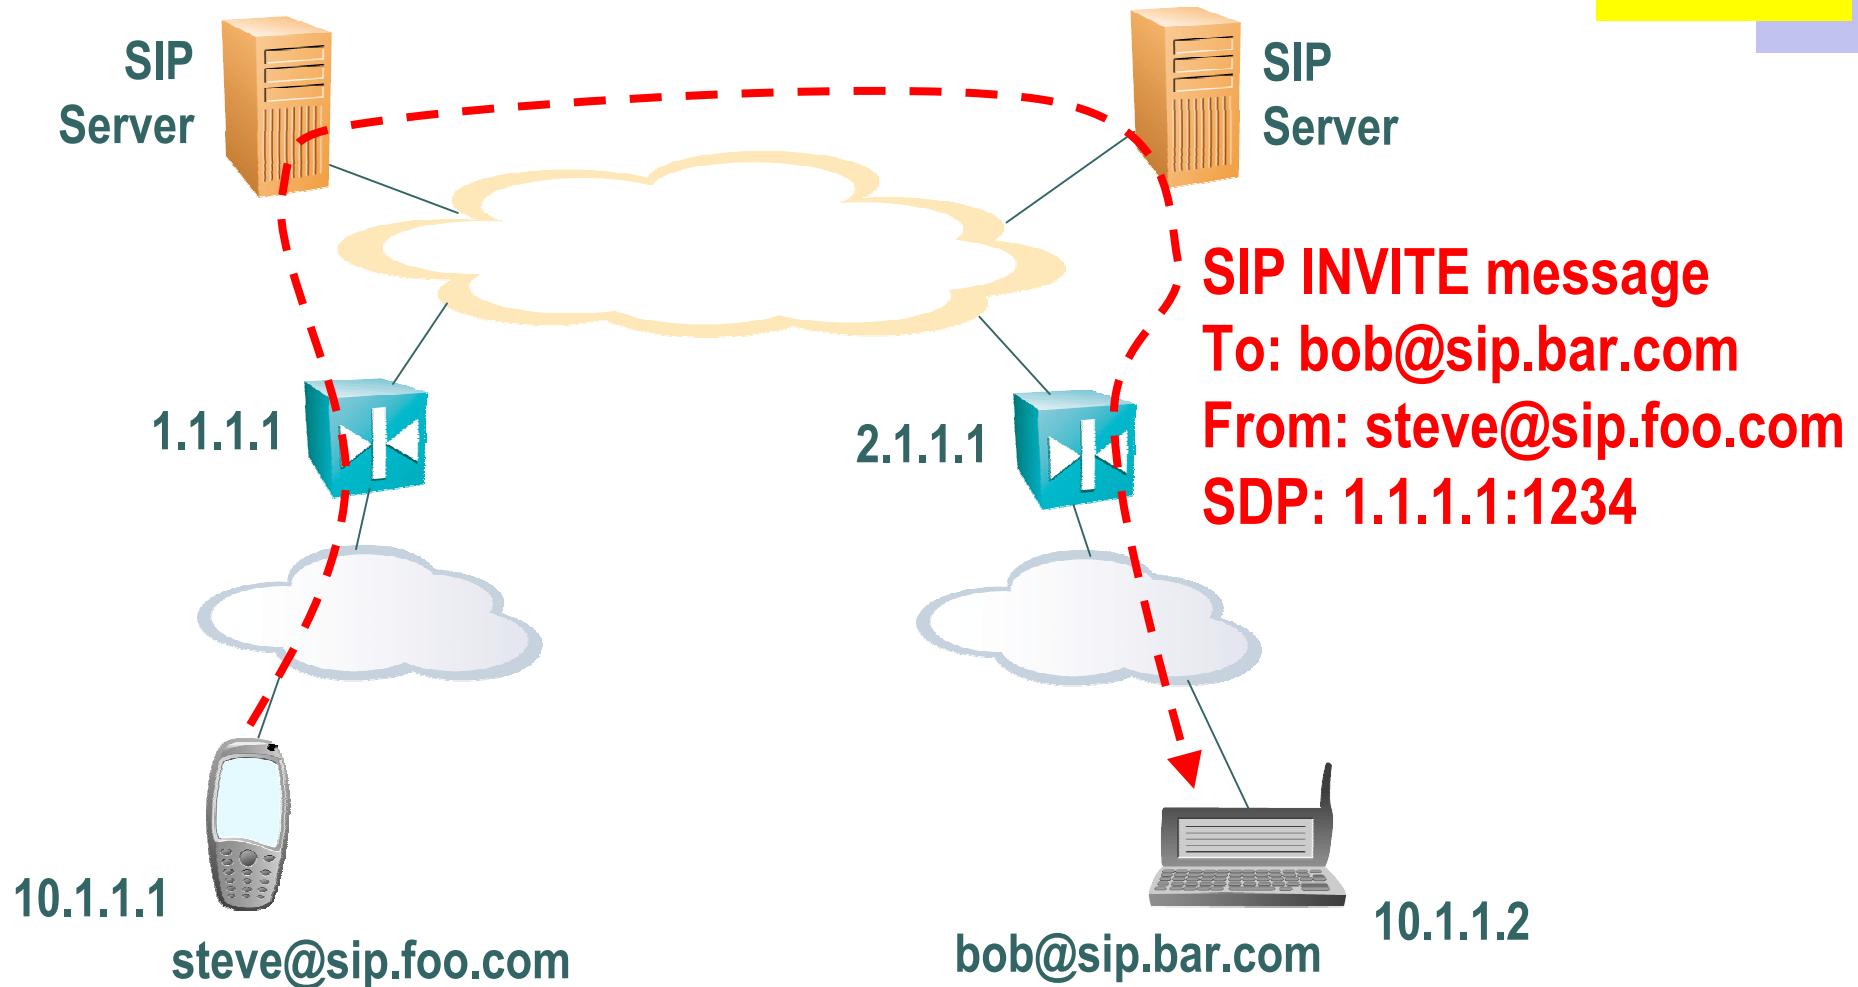 SIP
Server
SIP
Server
SIP INVITE message
To: bob@sip.bar.com
From: steve@sip.foo.com
SDP: 1.1.1.1:1234
1.1.1.1
2.1.1.1
10.1.1.1
steve@sip.foo.com
bob@sip.bar.com
10.1.1.2